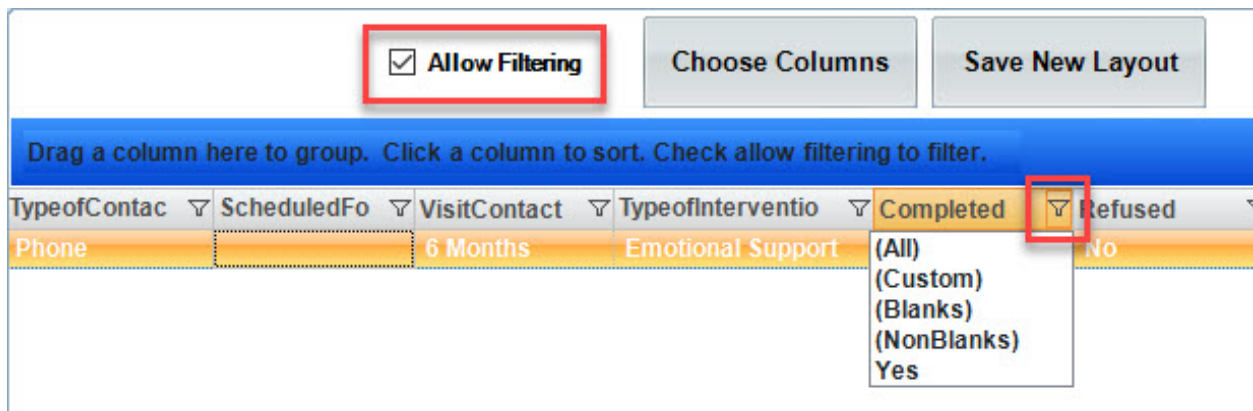 Allow Filtering Choose Columns Save New Layout
Drag a column here to group. Click a column to sort. Check allow filtering to filter.
TypeofContac ScheduledFo VisitContact TypeofInterventio Completed Refused
Phone 6 Months Emotional Support No
(All)
(Custom)
(Blanks)
(NonBlanks)
Yes